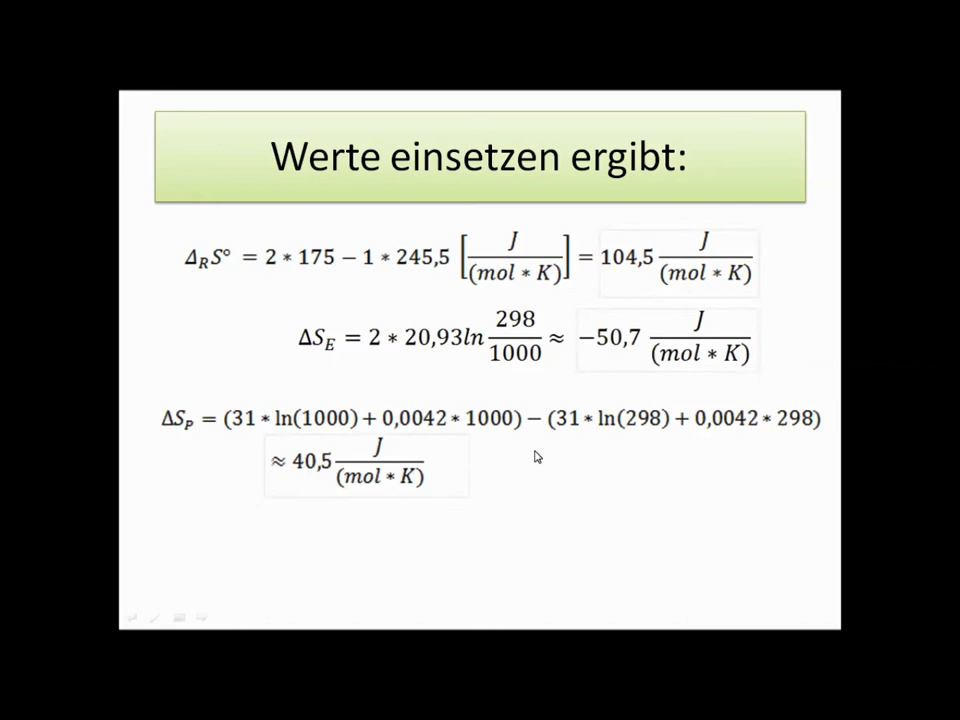 Werte einsetzen ergibt:
Δ_R S° = 2 * 175 − 1 * 245,5 [J/(mol * K)] = 104,5 J/(mol * K)
ΔS_E = 2 * 20,93ln 298/1000 ≈ −50,7 J/(mol * K)
ΔS_P = (31 * ln(1000) + 0,0042 * 1000) − (31 * ln(298) + 0,0042 * 298)
≈ 40,5 J/(mol * K)